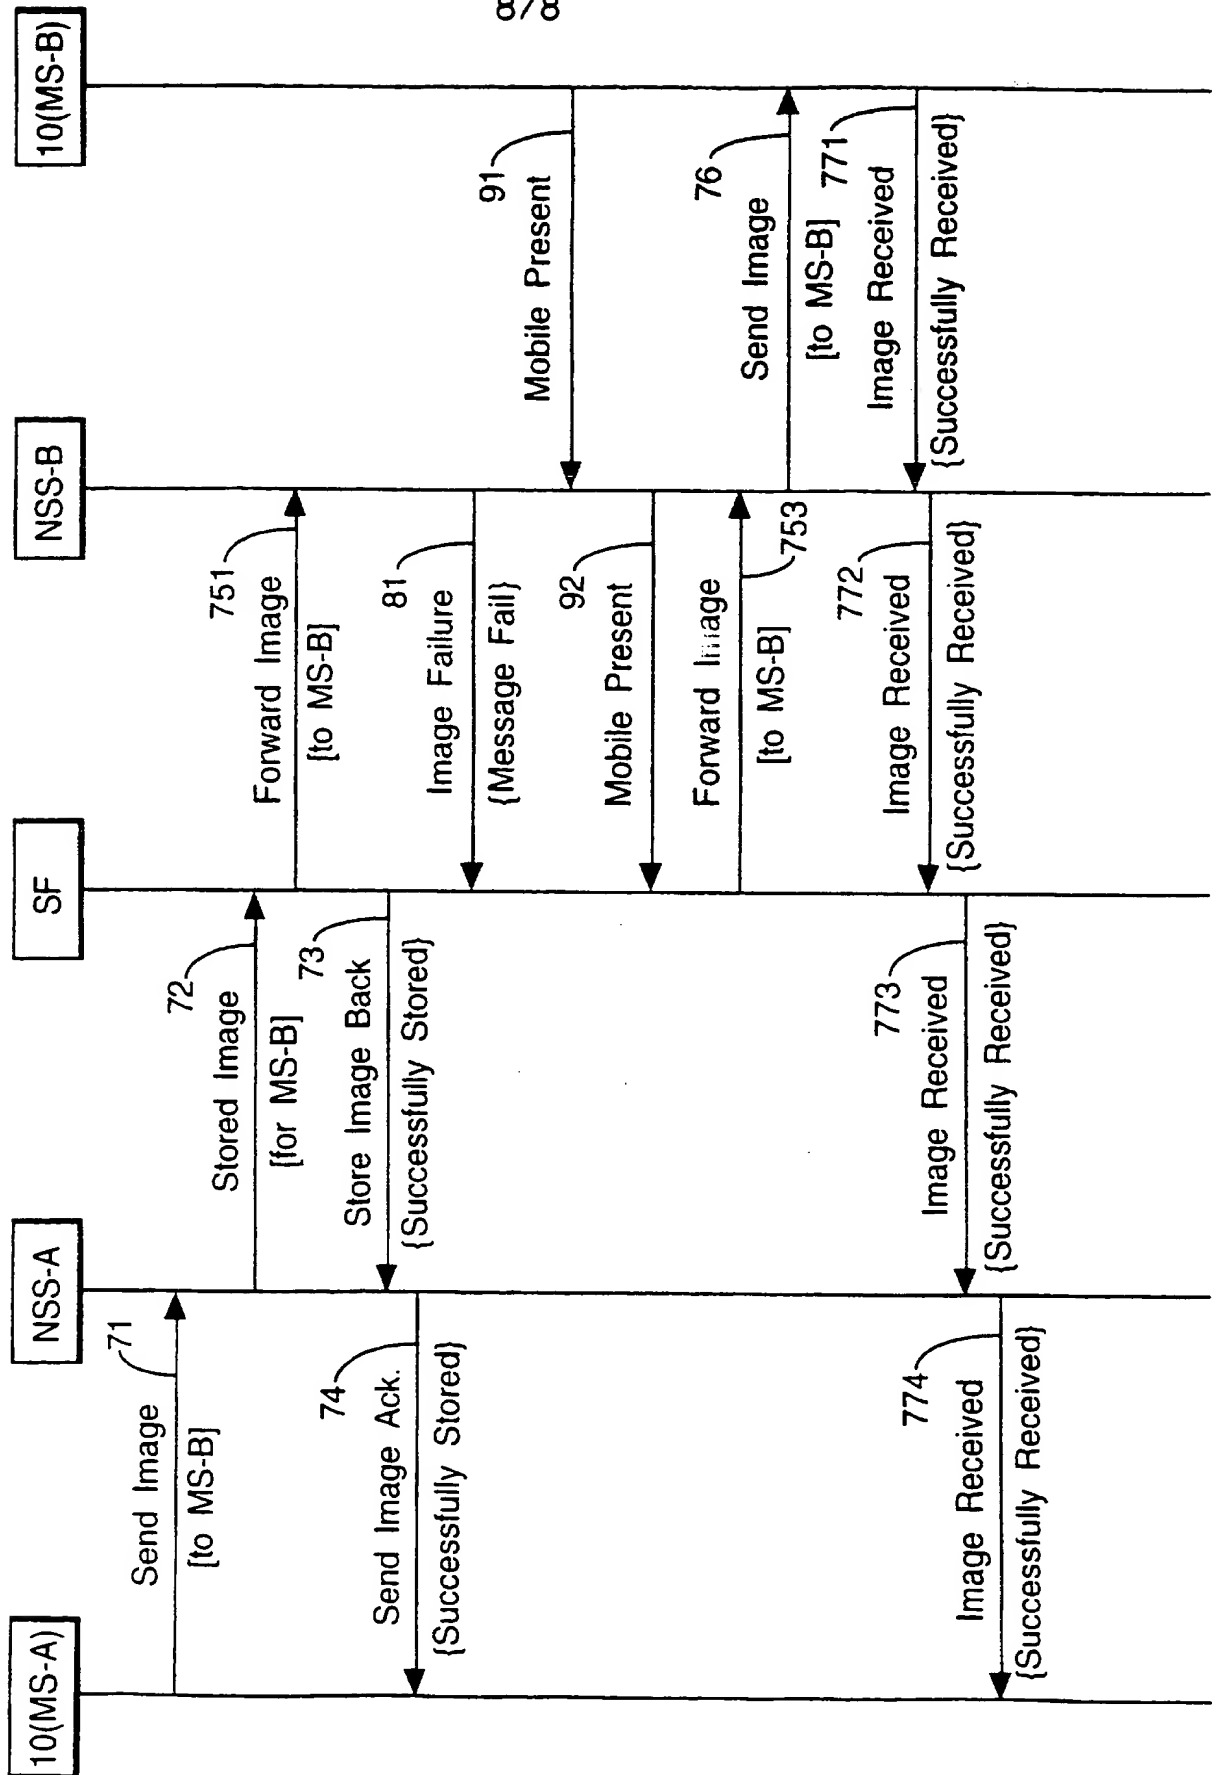 8/8
10(MS-A)
NSS-A
SF
NSS-B
10(MS-B)
71
Send Image
[to MS-B]
72
Stored Image
[for MS-B]
751
Forward Image
[to MS-B]
73
Store Image Back
{Successfully Stored}
74
Send Image Ack.
{Successfully Stored}
81
Image Failure
{Message Fail}
91
Mobile Present
92
Mobile Present
Forward Image
753
[to MS-B]
76
Send Image
[to MS-B]
771
Image Received
{Successfully Received}
772
Image Received
{Successfully Received}
773
Image Received
{Successfully Received}
774
Image Received
{Successfully Received}